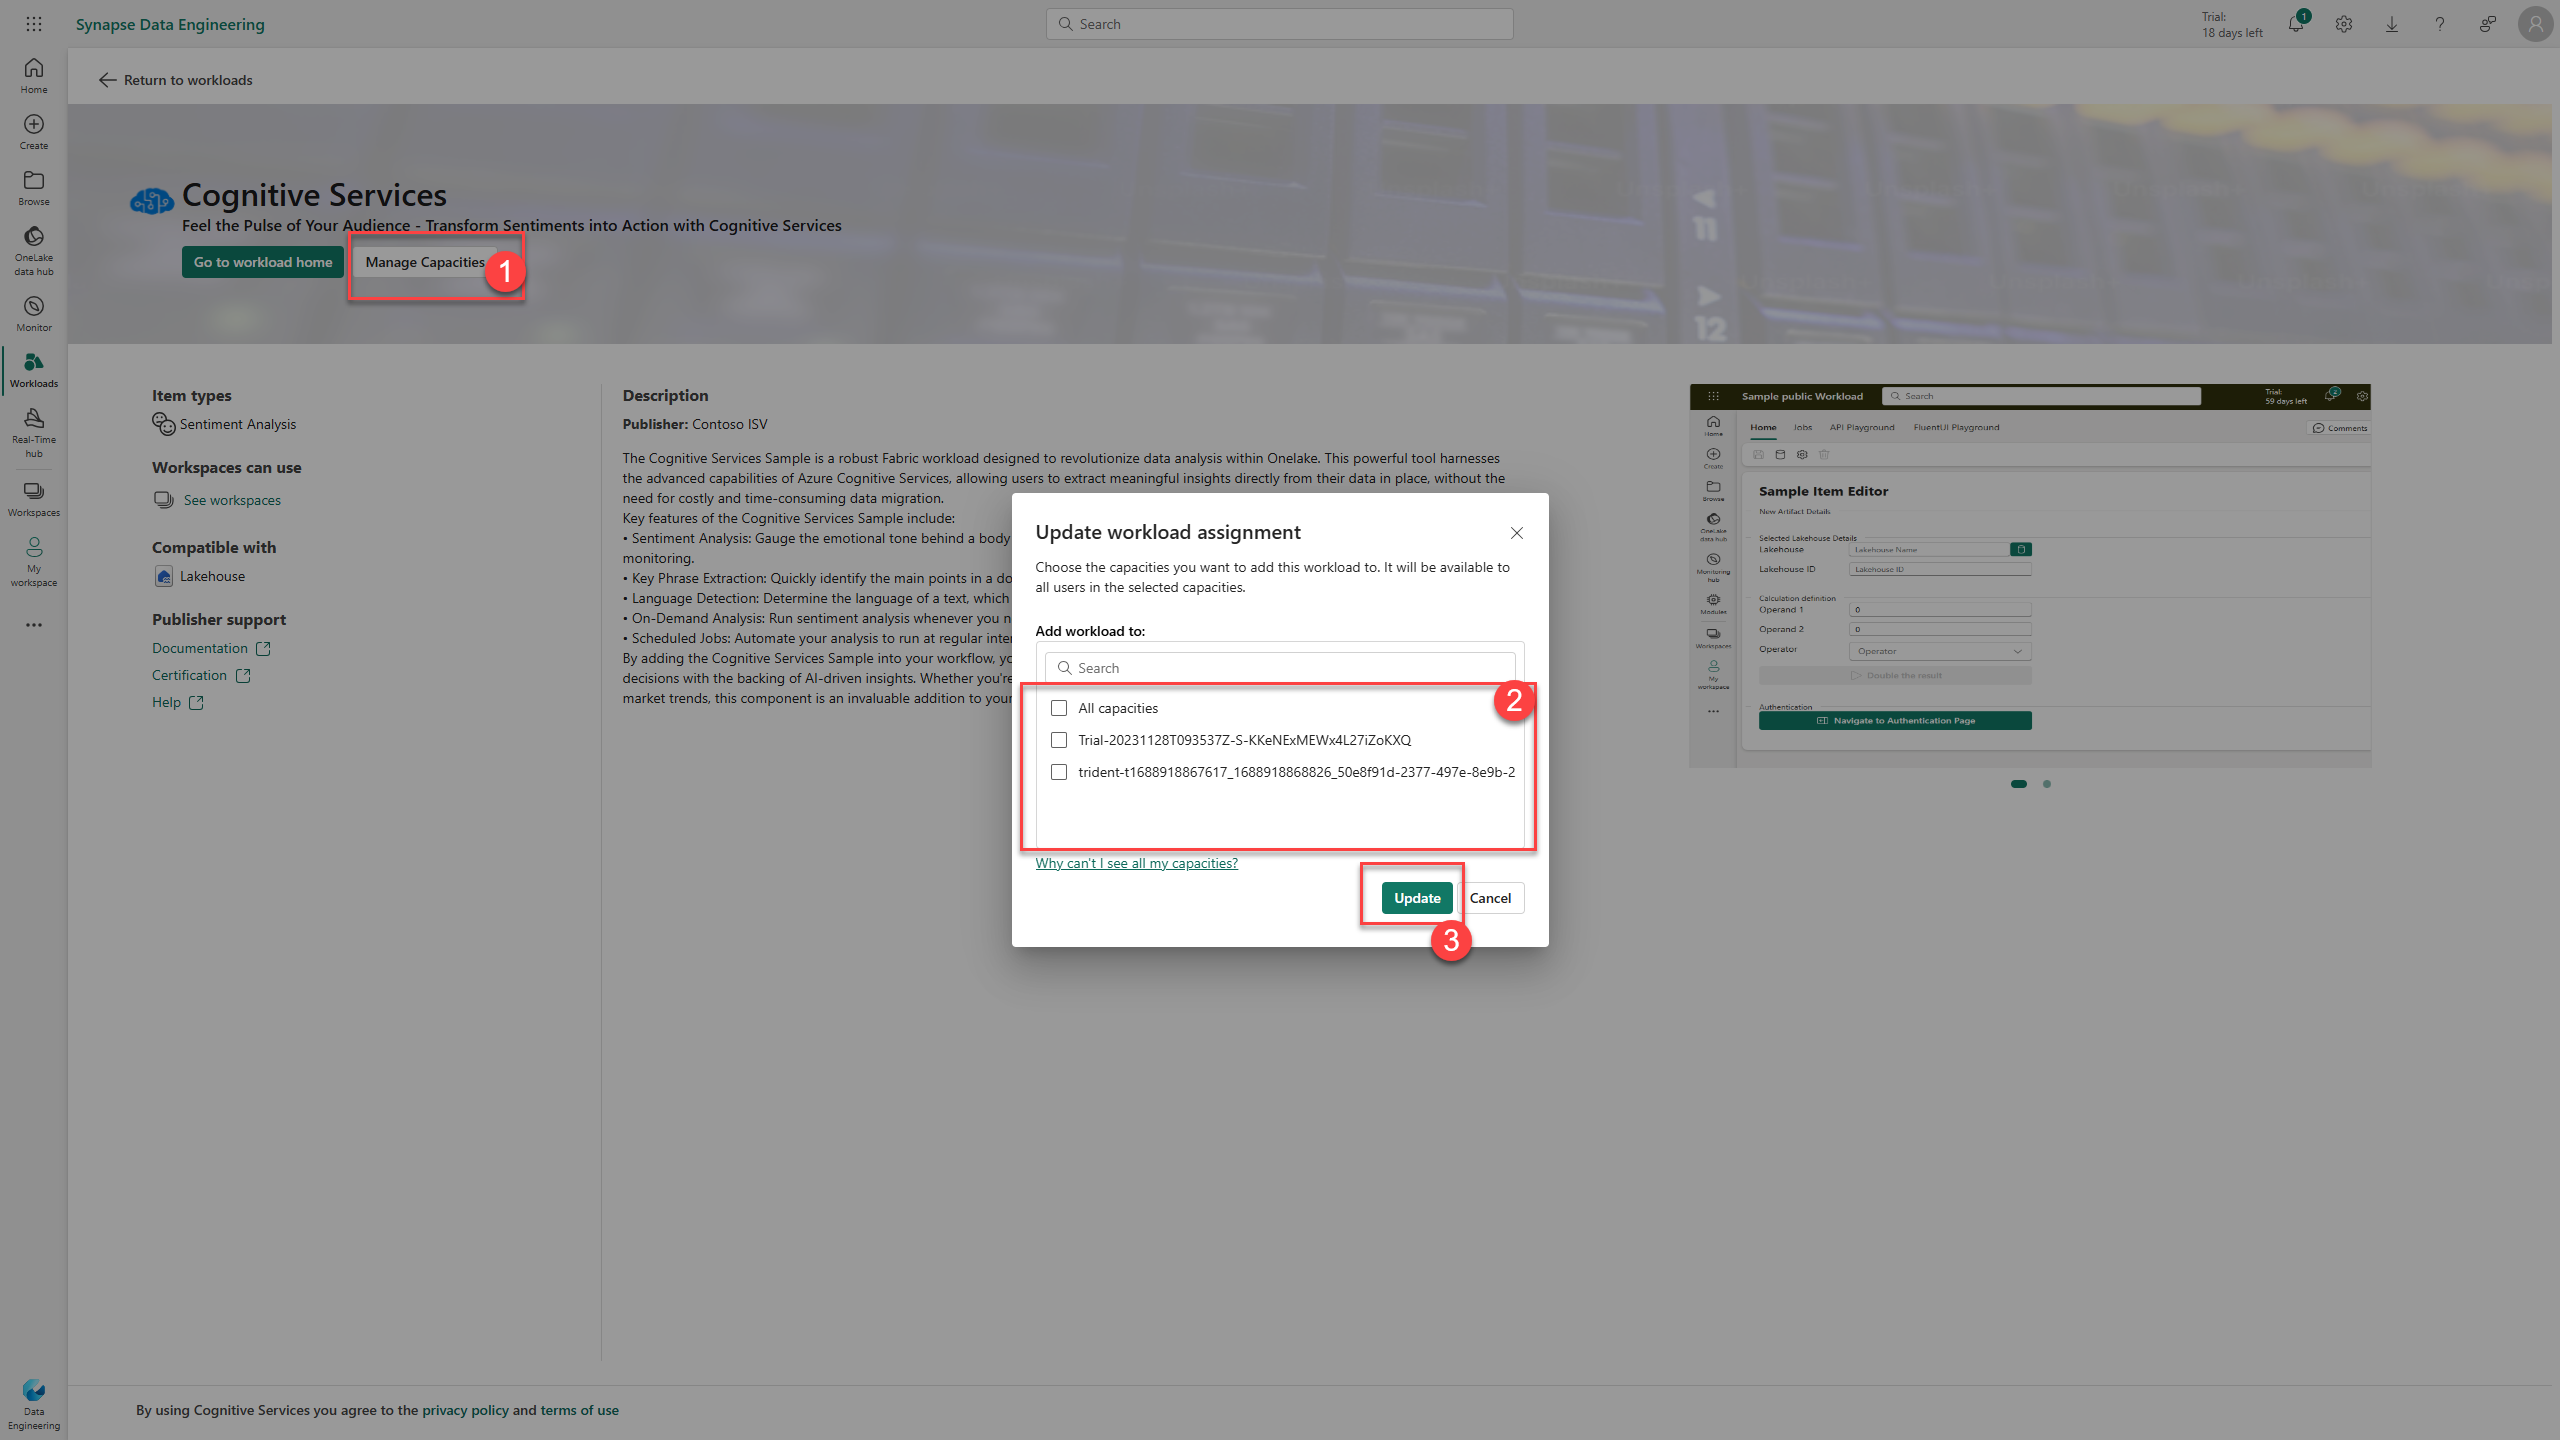 Synapse Data Engineering
Search
Trial:
18 days left
1
Home
Create
Browse
OneLake
data hub
Monitor
Workloads
Real-Time
hub
Workspaces
My
workspace
Data
Engineering
Return to workloads
Cognitive Services
Feel the Pulse of Your Audience - Transform Sentiments into Action with Cognitive Services
Go to workload home
Manage Capacities
1
11
12
Item types
Sentiment Analysis
Workspaces can use
See workspaces
Compatible with
Lakehouse
Publisher support
Documentation
Certification
Help
Description
Publisher: Contoso ISV
The Cognitive Services Sample is a robust Fabric workload designed to revolutionize data analysis within Onelake. This powerful tool harnesses
the advanced capabilities of Azure Cognitive Services, allowing users to extract meaningful insights directly from their data in place, without the
need for costly and time-consuming data migration.
Key features of the Cognitive Services Sample include:
• Sentiment Analysis: Gauge the emotional tone behind a body
monitoring.
• Key Phrase Extraction: Quickly identify the main points in a do
• Language Detection: Determine the language of a text, which
• On-Demand Analysis: Run sentiment analysis whenever you n
• Scheduled Jobs: Automate your analysis to run at regular inter
By adding the Cognitive Services Sample into your workflow, yo
decisions with the backing of AI-driven insights. Whether you're
market trends, this component is an invaluable addition to your
Update workload assignment
Choose the capacities you want to add this workload to. It will be available to
all users in the selected capacities.
Add workload to:
Search
2
All capacities
Trial-20231128T093537Z-S-KKeNExMEWx4L27iZoKXQ
trident-t1688918867617_1688918868826_50e8f91d-2377-497e-8e9b-2
Why can't I see all my capacities?
Update
Cancel
3
Sample public Workload
Search
Trial:
59 days left
2
Home
Create
Browse
OneLake
data hub
Monitoring
hub
Modules
Workspaces
My
workspace
Home
Jobs
API Playground
FluentUI Playground
Comments
Sample Item Editor
New Artifact Details
Selected Lakehouse Details
Lakehouse
Lakehouse Name
Lakehouse ID
Lakehouse ID
Calculation definition
Operand 1
0
Operand 2
0
Operator
Operator
Double the result
Authentication
Navigate to Authentication Page
By using Cognitive Services you agree to the privacy policy and terms of use